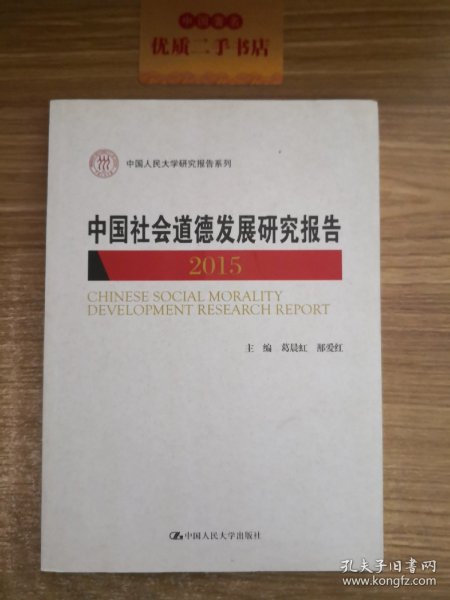 中国著名
优质二手书店
中国人民大学研究报告系列
中国社会道德发展研究报告
2015
CHINESE SOCIAL MORALITY
DEVELOPMENT RESEARCH REPORT
主 编 葛晨虹 鄯爱红
中国人民大学出版社
孔夫子旧书网
www.kongfz.com